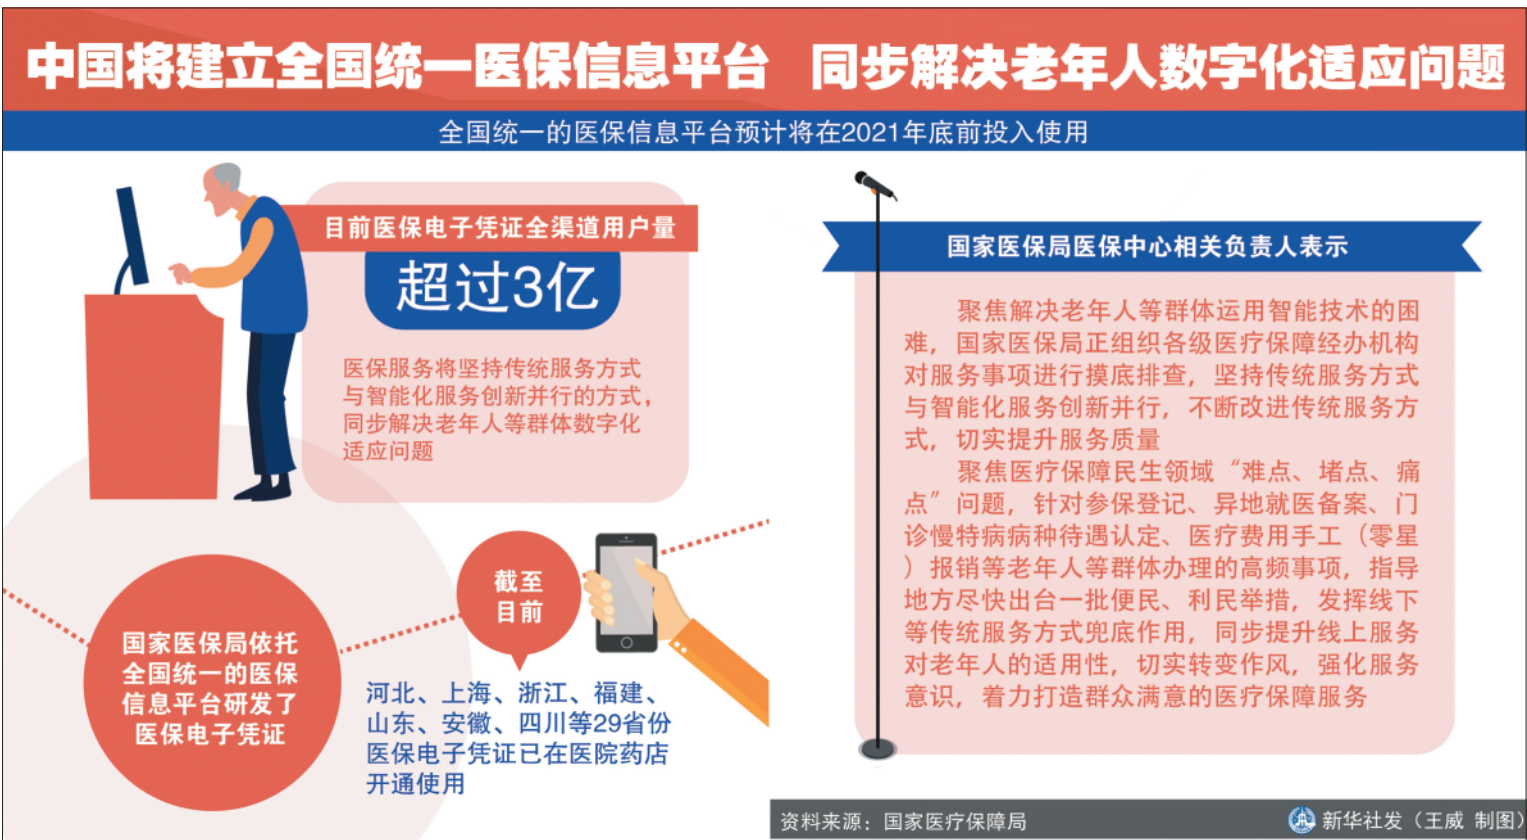 中国将建立全国统一医保信息平台 同步解决老年人数字化适应问题
全国统一的医保信息平台预计将在2021年底前投入使用
目前医保电子凭证全渠道用户量
超过3亿
医保服务将坚持传统服务方式
与智能化服务创新并行的方式，
同步解决老年人等群体数字化
适应问题
国家医保局依托
全国统一的医保
信息平台研发了
医保电子凭证
截至
目前
河北、上海、浙江、福建、
山东、安徽、四川等29省份
医保电子凭证已在医院药店
开通使用
国家医保局医保中心相关负责人表示
聚焦解决老年人等群体运用智能技术的困
难，国家医保局正组织各级医疗保障经办机构
对服务事项进行摸底排查，坚持传统服务方式
与智能化服务创新并行，不断改进传统服务方
式，切实提升服务质量
聚焦医疗保障民生领域“难点、堵点、痛
点”问题，针对参保登记、异地就医备案、门
诊慢特病病种待遇认定、医疗费用手工（零星
）报销等老年人等群体办理的高频事项，指导
地方尽快出台一批便民、利民举措，发挥线下
等传统服务方式兜底作用，同步提升线上服务
对老年人的适用性，切实转变作风，强化服务
意识，着力打造群众满意的医疗保障服务
资料来源：国家医疗保障局
新华社发（王威 制图）